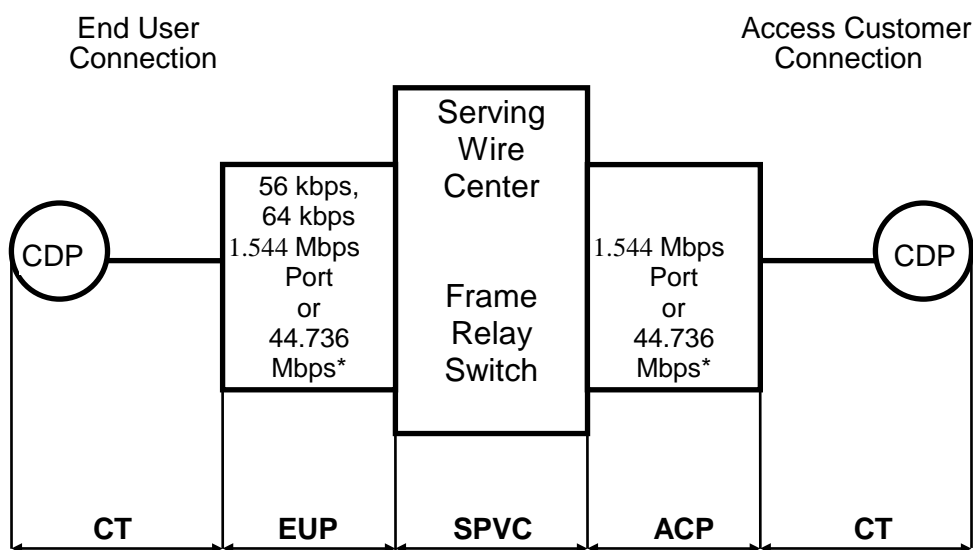 End User
Connection
Access Customer
Connection
Serving
Wire
Center
Frame
Relay
Switch
CDP
56 kbps,
64 kbps
1.544 Mbps
Port
or
44.736
Mbps*
1.544 Mbps
Port
or
44.736
Mbps*
CDP
CT
EUP
SPVC
ACP
CT